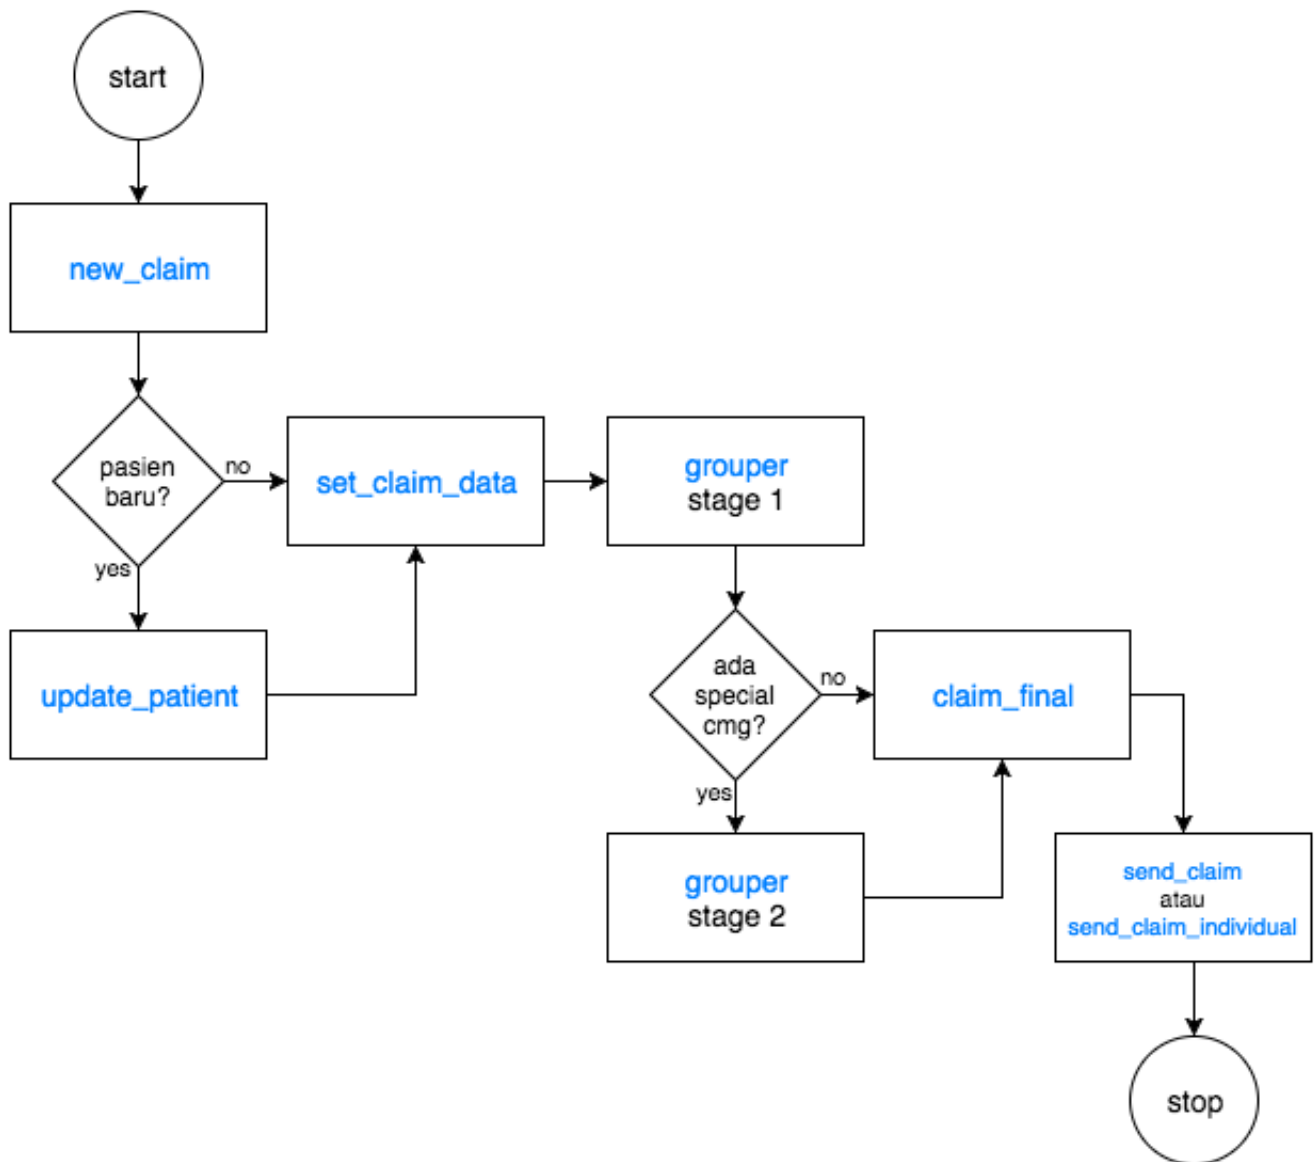 start
new_claim
pasien
baru?
no
yes
update_patient
set_claim_data
grouper
stage 1
ada
special
cmg?
no
yes
grouper
stage 2
claim_final
send_claim
atau
send_claim_individual
stop